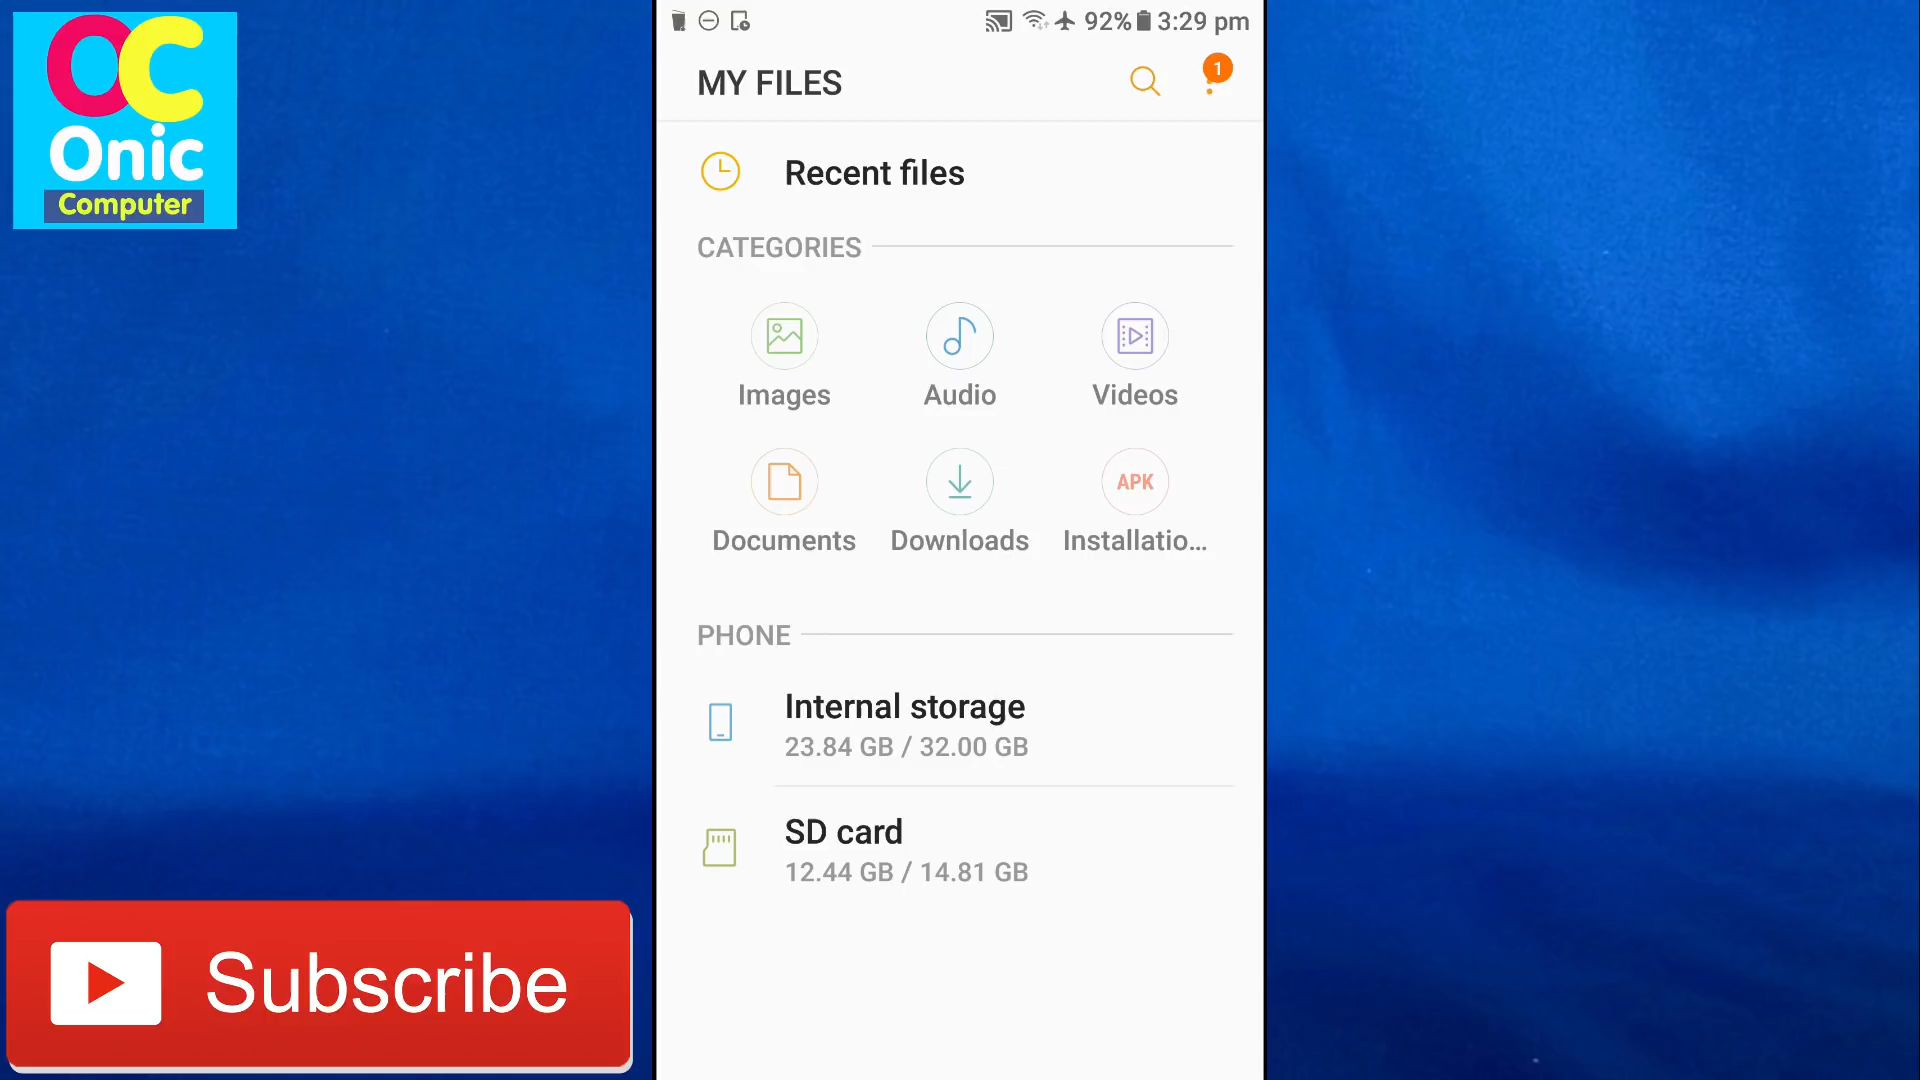 OC
Onic
Computer
92% 3:29 pm
MY FILES
1
Recent files
CATEGORIES
Images Audio Videos
APK
Documents Downloads Installatio...
PHONE
Internal storage
23.84 GB / 32.00 GB
SD card
12.44 GB / 14.81 GB
Subscribe